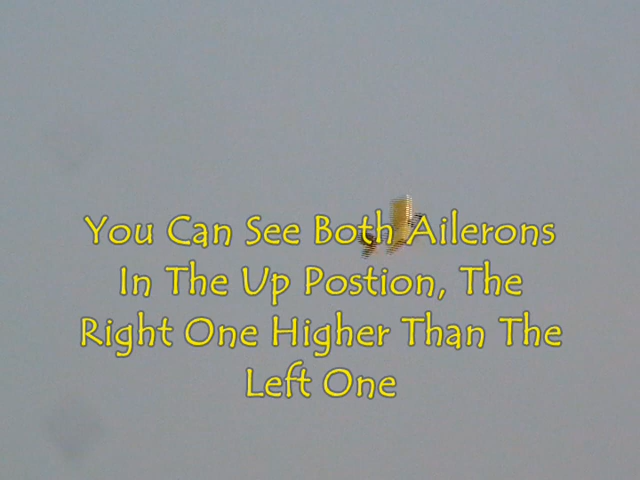 You Can See Both Ailerons
In The Up Postion, The
Right One Higher Than The
Left One